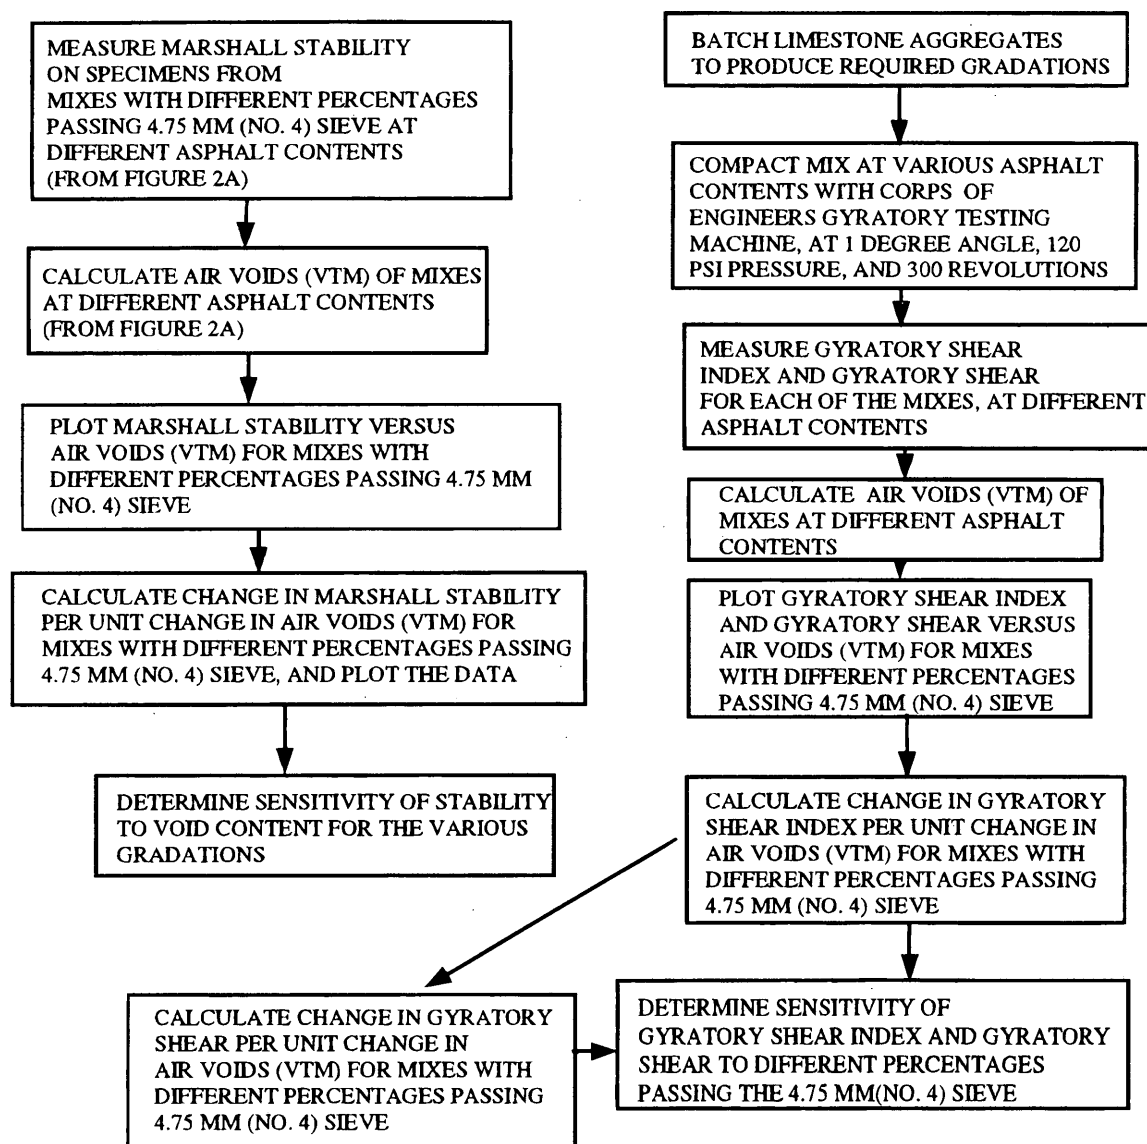 MEASURE MARSHALL STABILITY
ON SPECIMENS FROM
MIXES WITH DIFFERENT PERCENTAGES
PASSING 4.75 MM (NO. 4) SIEVE AT
DIFFERENT ASPHALT CONTENTS
(FROM FIGURE 2A)
CALCULATE AIR VOIDS (VTM) OF MIXES
AT DIFFERENT ASPHALT CONTENTS
(FROM FIGURE 2A)
PLOT MARSHALL STABILITY VERSUS
AIR VOIDS (VTM) FOR MIXES WITH
DIFFERENT PERCENTAGES PASSING 4.75 MM
(NO. 4) SIEVE
CALCULATE CHANGE IN MARSHALL STABILITY
PER UNIT CHANGE IN AIR VOIDS (VTM) FOR
MIXES WITH DIFFERENT PERCENTAGES PASSING
4.75 MM (NO. 4) SIEVE, AND PLOT THE DATA
DETERMINE SENSITIVITY OF STABILITY
TO VOID CONTENT FOR THE VARIOUS
GRADATIONS
BATCH LIMESTONE AGGREGATES
TO PRODUCE REQUIRED GRADATIONS
COMPACT MIX AT VARIOUS ASPHALT
CONTENTS WITH CORPS OF
ENGINEERS GYRATORY TESTING
MACHINE, AT 1 DEGREE ANGLE, 120
PSI PRESSURE, AND 300 REVOLUTIONS
MEASURE GYRATORY SHEAR
INDEX AND GYRATORY SHEAR
FOR EACH OF THE MIXES, AT DIFFERENT
ASPHALT CONTENTS
CALCULATE AIR VOIDS (VTM) OF
MIXES AT DIFFERENT ASPHALT
CONTENTS
PLOT GYRATORY SHEAR INDEX
AND GYRATORY SHEAR VERSUS
AIR VOIDS (VTM) FOR MIXES
WITH DIFFERENT PERCENTAGES
PASSING 4.75 MM (NO. 4) SIEVE
CALCULATE CHANGE IN GYRATORY
SHEAR INDEX PER UNIT CHANGE IN
AIR VOIDS (VTM) FOR MIXES WITH
DIFFERENT PERCENTAGES PASSING
4.75 MM (NO. 4) SIEVE
CALCULATE CHANGE IN GYRATORY
SHEAR PER UNIT CHANGE IN
AIR VOIDS (VTM) FOR MIXES WITH
DIFFERENT PERCENTAGES PASSING
4.75 MM (NO. 4) SIEVE
DETERMINE SENSITIVITY OF
GYRATORY SHEAR INDEX AND GYRATORY
SHEAR TO DIFFERENT PERCENTAGES
PASSING THE 4.75 MM(NO. 4) SIEVE